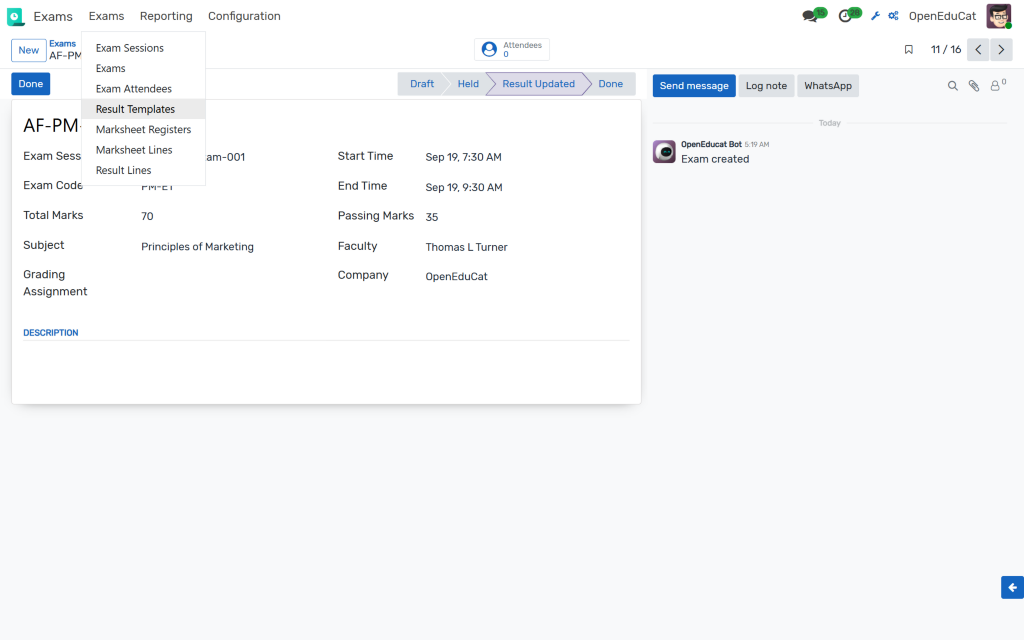 Exams Exams Reporting Configuration 15 28 OpenEduCat
New Exams
AF-PM
Attendees
0
11 / 16
Exam Sessions
Exams
Exam Attendees
Result Templates
Marksheet Registers
Marksheet Lines
Result Lines
Done Draft Held Result Updated Done
AF-PM-
Exam Sess am-001 Start Time Sep 19, 7:30 AM
Exam Code PM-ET End Time Sep 19, 9:30 AM
Total Marks 70 Passing Marks 35
Subject Principles of Marketing Faculty Thomas L Turner
Grading
Assignment
Company OpenEduCat
DESCRIPTION
Send message Log note WhatsApp 0
Today
OpenEducat Bot 5:19 AM
Exam created